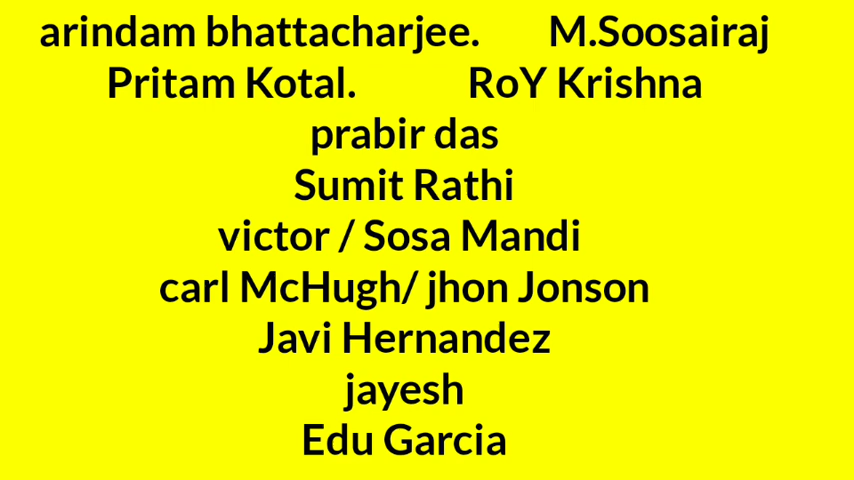 arindam bhattacharjee. M.Soosairaj
Pritam Kotal. RoY Krishna
prabir das
Sumit Rathi
victor / Sosa Mandi
carl McHugh/ jhon Jonson
Javi Hernandez
jayesh
Edu Garcia